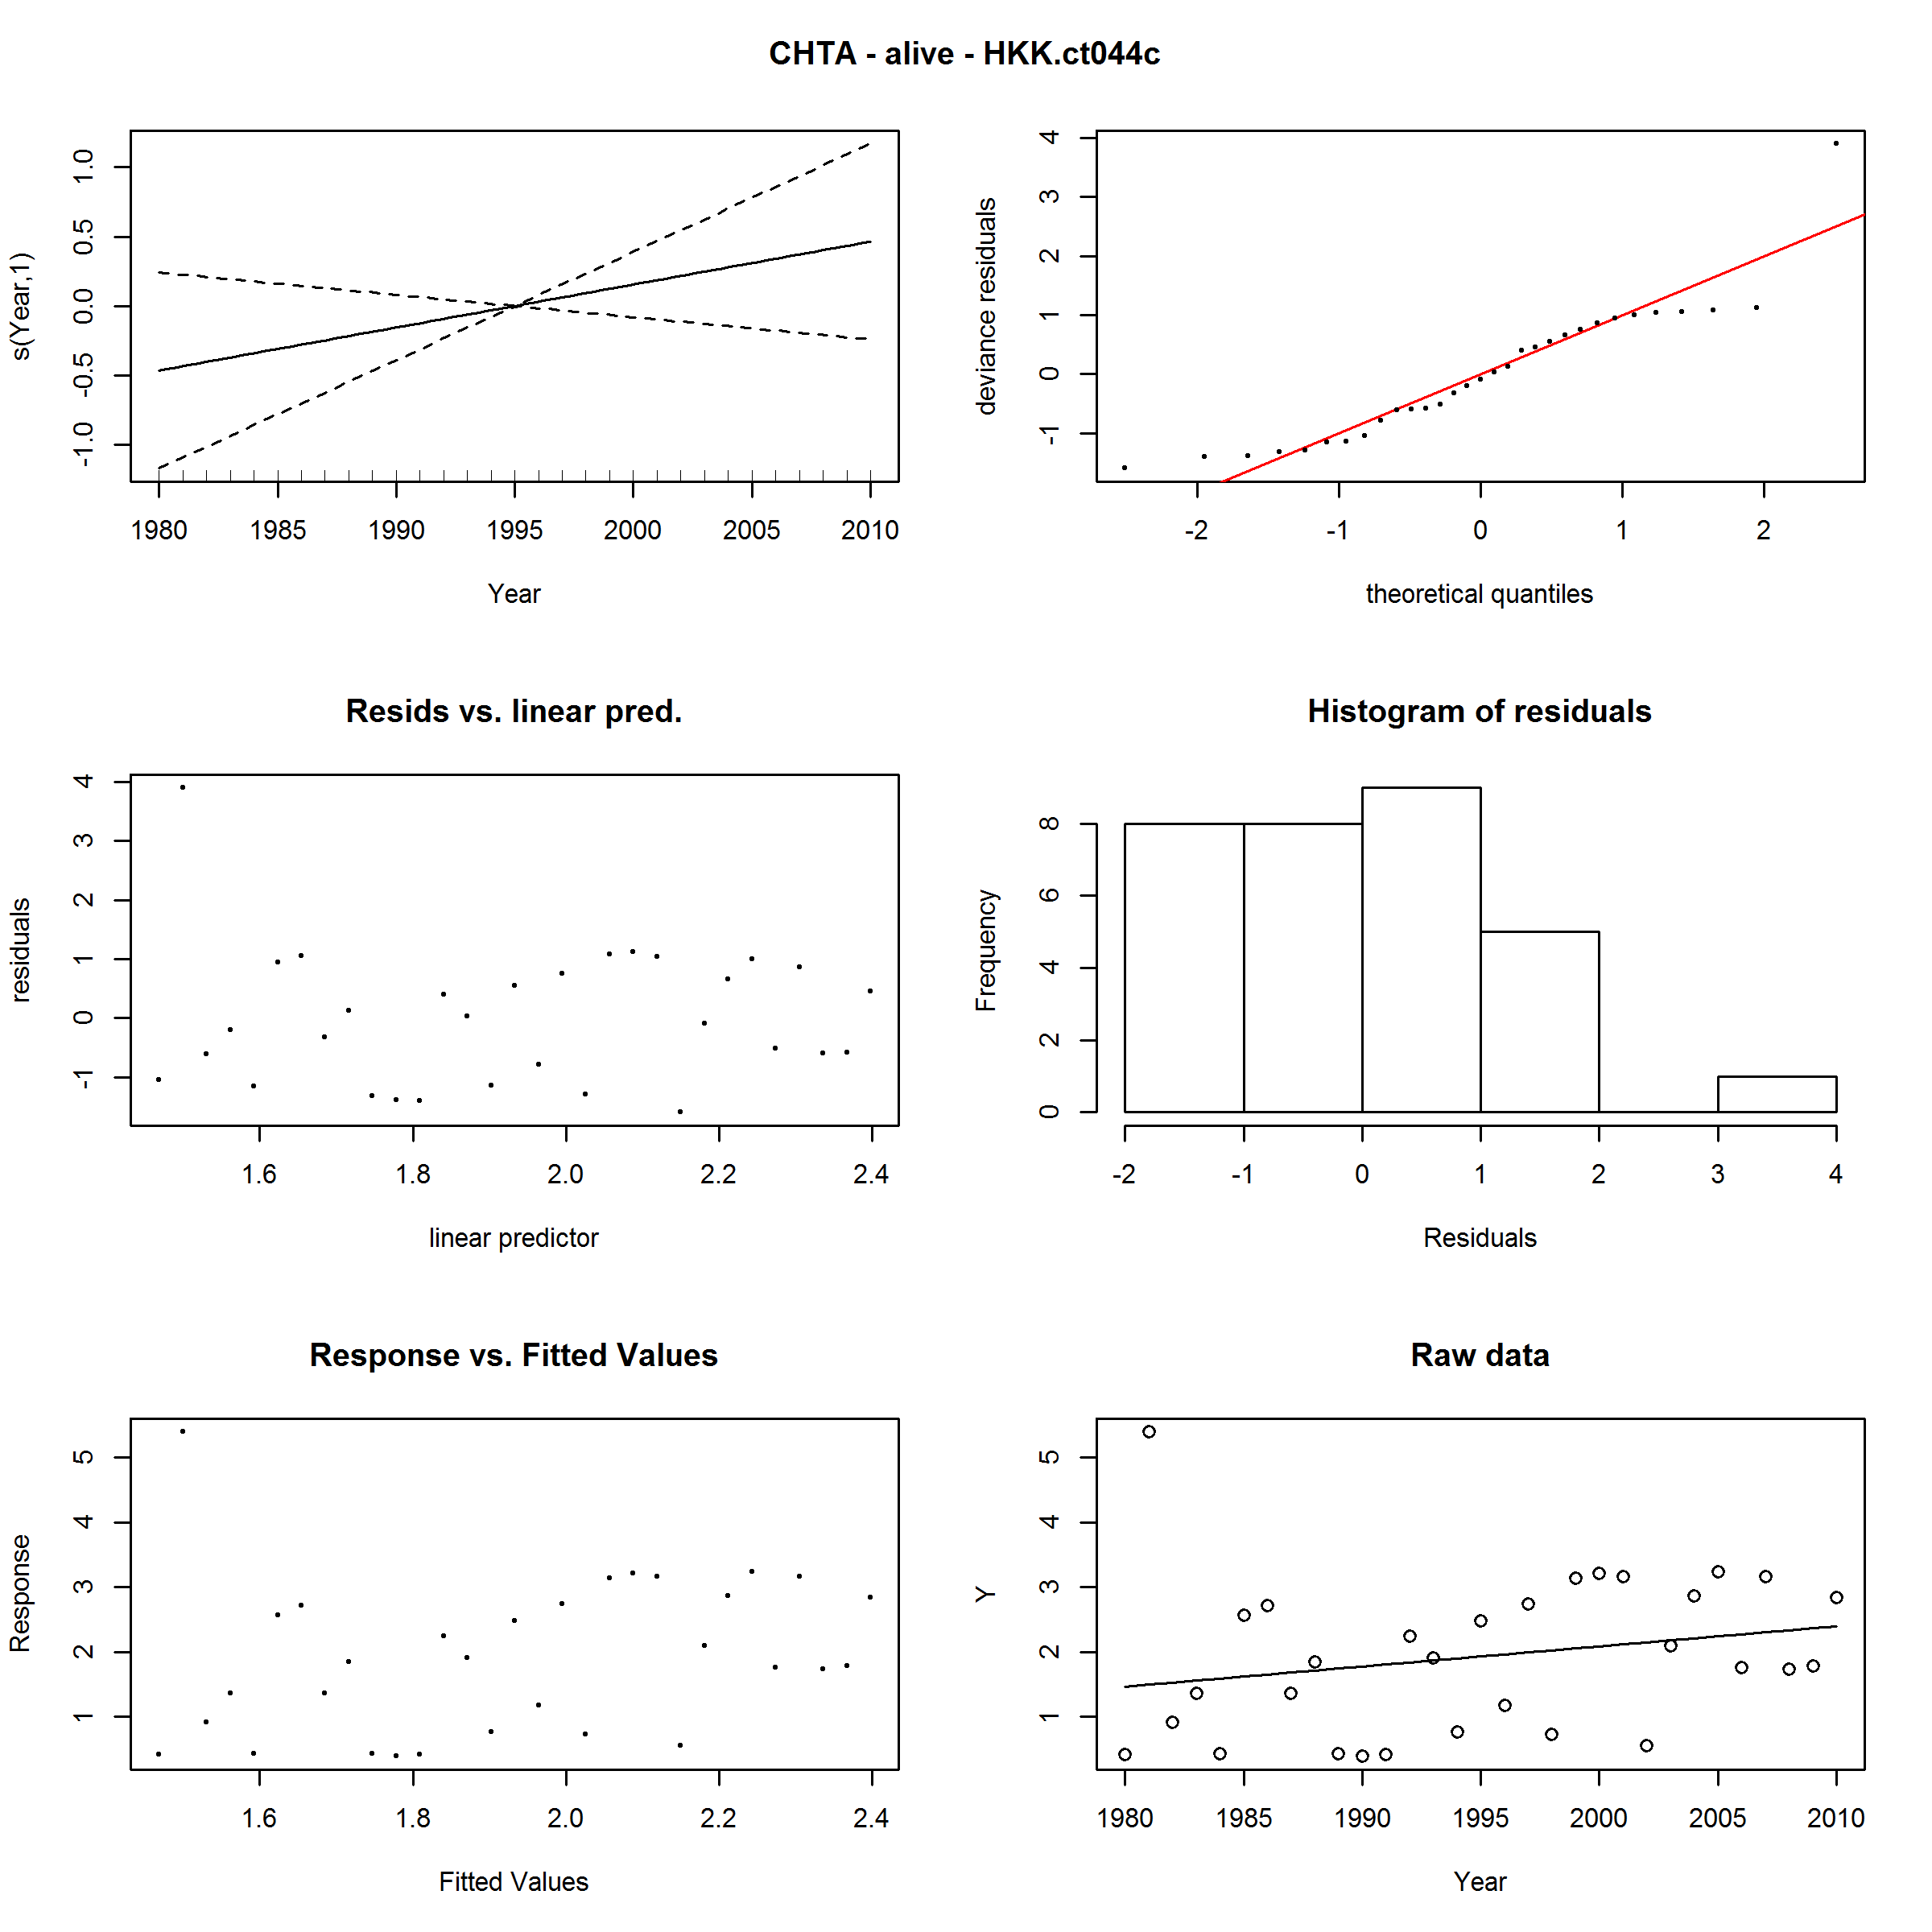 CHTA - alive - HKK.ct044c
s(Year,1)
1.0
0.5
0.0
-0.5
-1.0
1980 1985 1990 1995 2000 2005 2010
Year
deviance residuals
4
3
2
1
0
-1
-2 -1 0 1 2
theoretical quantiles
Resids vs. linear pred.
residuals
4
3
2
1
0
-1
1.6 1.8 2.0 2.2 2.4
linear predictor
Histogram of residuals
Frequency
8
6
4
2
0
-2 -1 0 1 2 3 4
Residuals
Response vs. Fitted Values
Response
5
4
3
2
1
1.6 1.8 2.0 2.2 2.4
Fitted Values
Raw data
Y
5
4
3
2
1
1980 1985 1990 1995 2000 2005 2010
Year